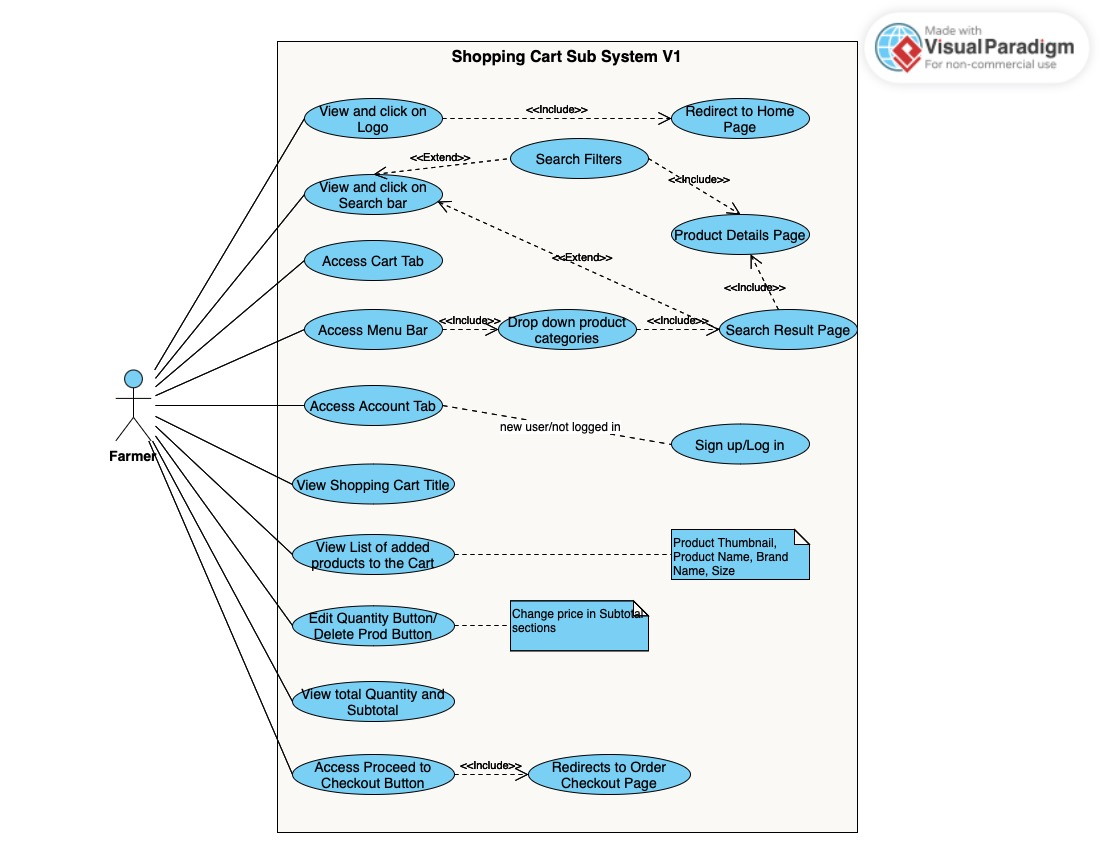 Made with
Visual Paradigm
For non-commercial use
Shopping Cart Sub System V1
View and click on
Logo
<<Include>>
Redirect to Home
Page
<<Extend>>
Search Filters
<<Include>>
View and click on
Search bar
Product Details Page
Access Cart Tab
<<Extend>>
<<Include>>
Access Menu Bar
<<Include>>
Drop down product
categories
<<Include>>
Search Result Page
Access Account Tab
new user/not logged in
Sign up/Log in
Farmer
View Shopping Cart Title
View List of added
products to the Cart
Product Thumbnail,
Product Name, Brand
Name, Size
Edit Quantity Button/
Delete Prod Button
Change price in Subtotal
sections
View total Quantity and
Subtotal
Access Proceed to
Checkout Button
<<Include>>
Redirects to Order
Checkout Page